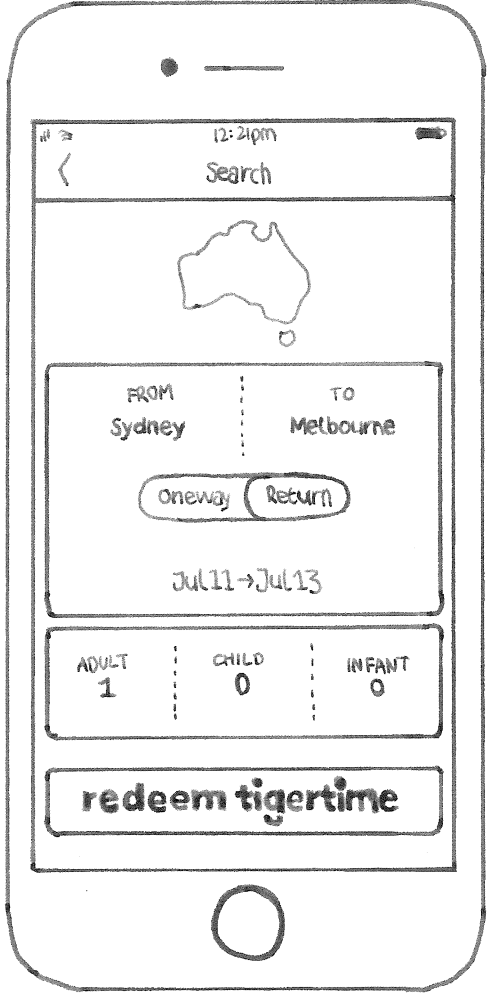 12:21pm
Search
FROM TO
Sydney Melbourne
Oneway Return
Jul11→Jul13
ADULT CHILD INFANT
1 0 0
redeem tigertime